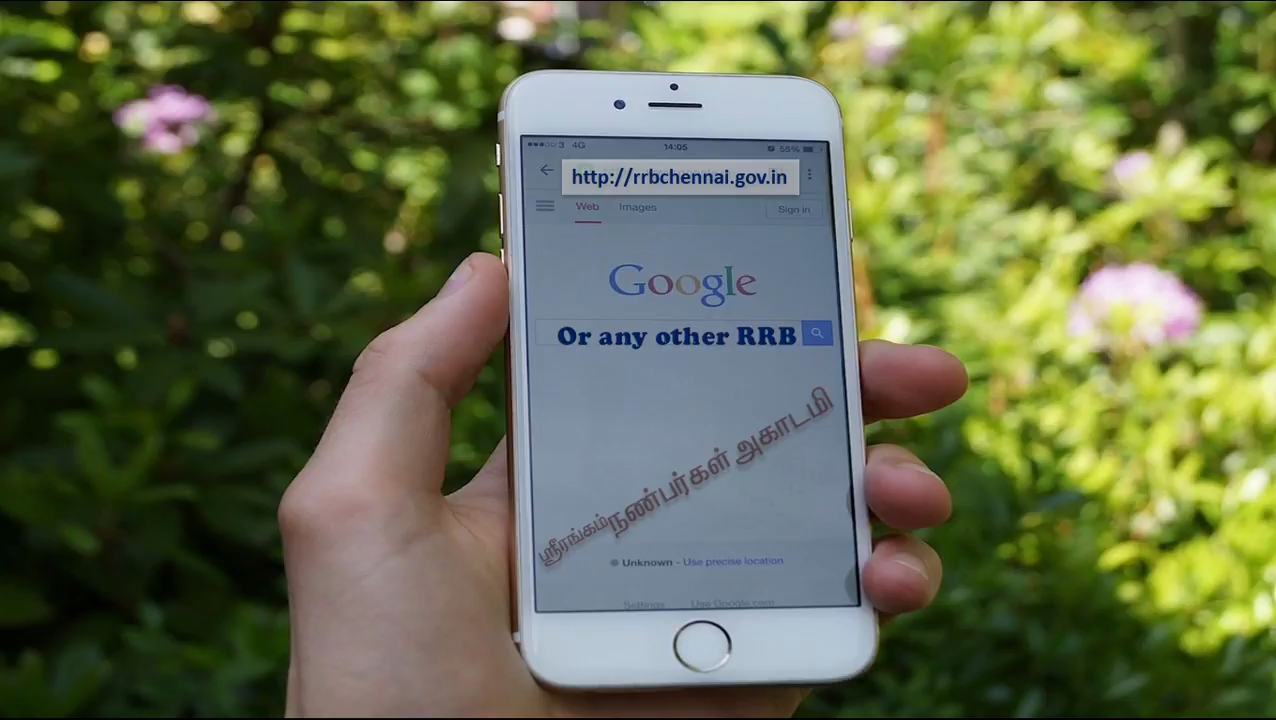 3 4G 14:05 55%
http://rrbchennai.gov.in
Web Images Sign in
Google
Or any other RRB
ஸ்ரீரங்கம் நண்பர்கள் அகாடமி
Unknown - Use precise location
Settings Use Google.com